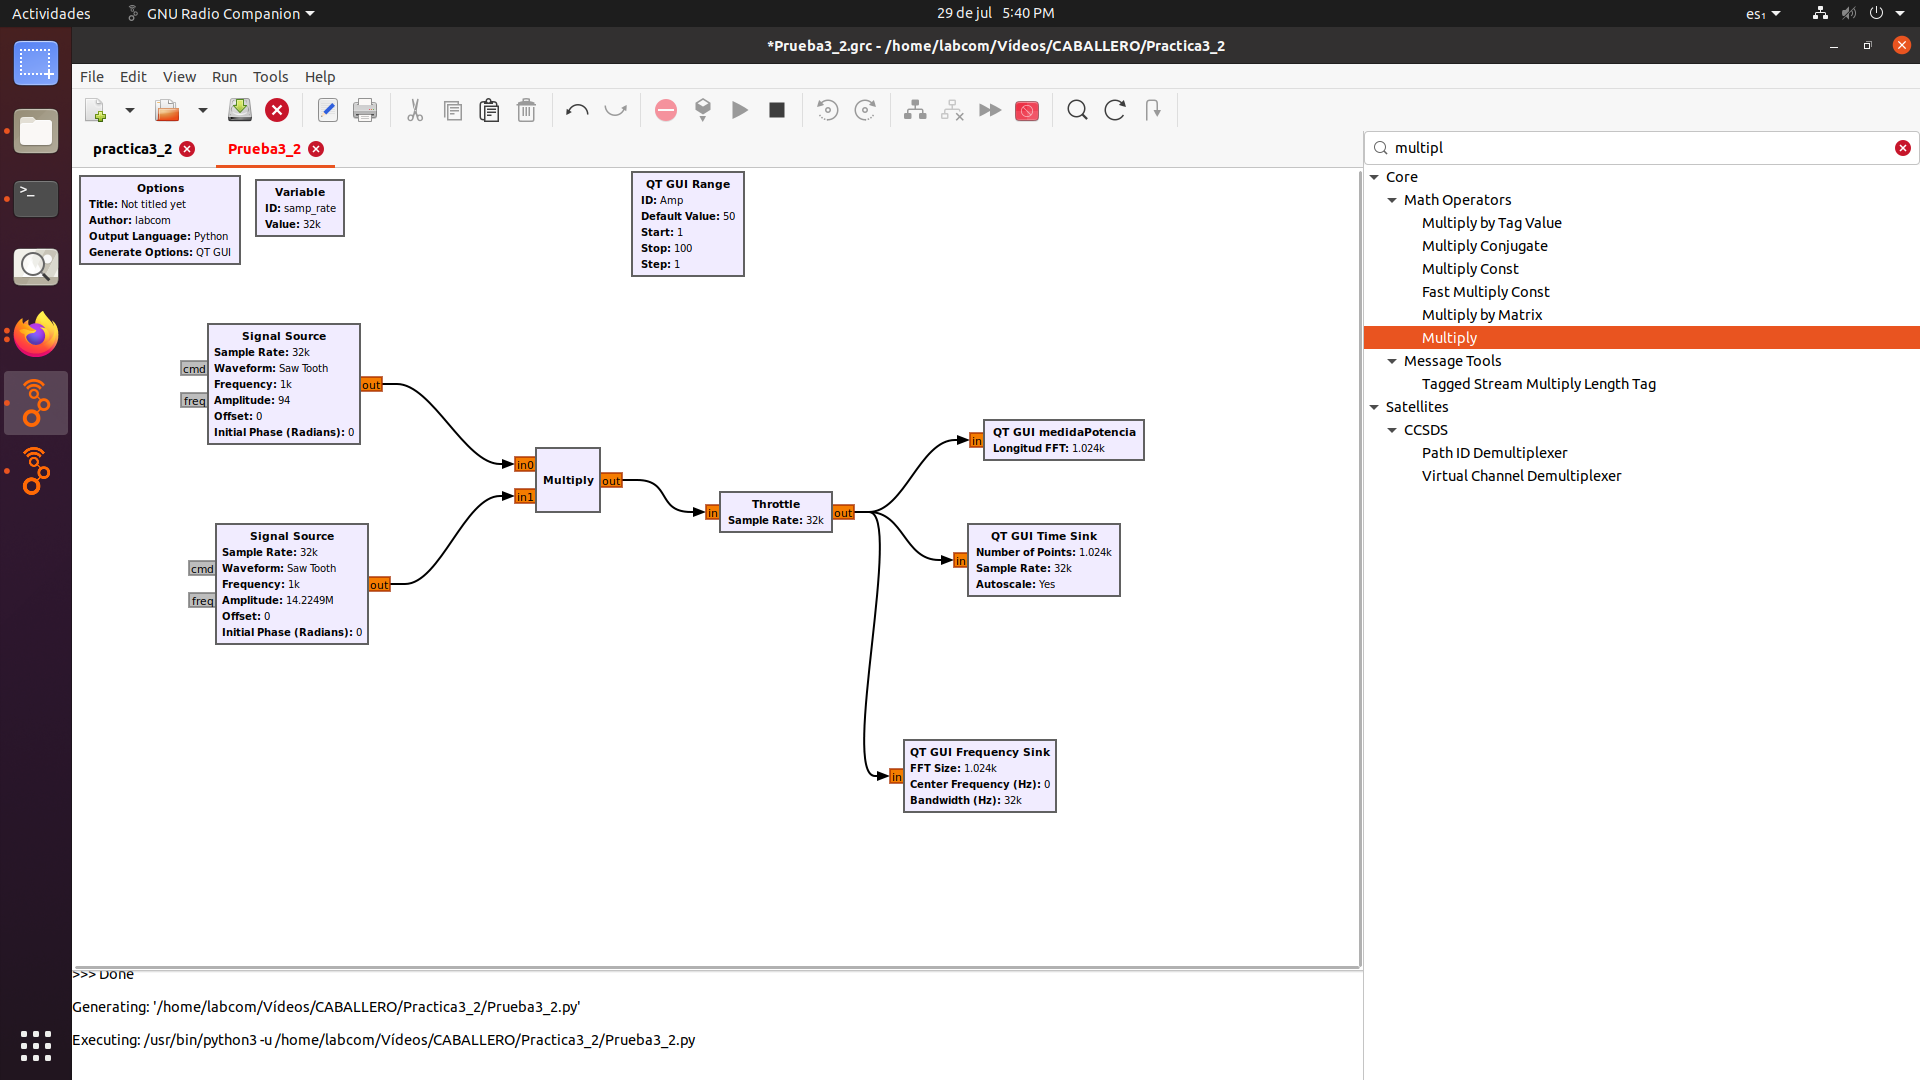 Actividades
GNU Radio Companion
29 de jul 5:40 PM
es₁
*Prueba3_2.grc - /home/labcom/Vídeos/CABALLERO/Practica3_2
File Edit View Run Tools Help
practica3_2
Prueba3_2
multipl
Options
Title: Not titled yet
Author: labcom
Output Language: Python
Generate Options: QT GUI
Variable
ID: samp_rate
Value: 32k
QT GUI Range
ID: Amp
Default Value: 50
Start: 1
Stop: 100
Step: 1
Signal Source
Sample Rate: 32k
Waveform: Saw Tooth
Frequency: 1k
Amplitude: 94
Offset: 0
Initial Phase (Radians): 0
cmd
freq
out
Signal Source
Sample Rate: 32k
Waveform: Saw Tooth
Frequency: 1k
Amplitude: 14.2249M
Offset: 0
Initial Phase (Radians): 0
cmd
freq
out
in0
in1
Multiply
out
in
Throttle
Sample Rate: 32k
out
in
QT GUI medidaPotencia
Longitud FFT: 1.024k
in
QT GUI Time Sink
Number of Points: 1.024k
Sample Rate: 32k
Autoscale: Yes
in
QT GUI Frequency Sink
FFT Size: 1.024k
Center Frequency (Hz): 0
Bandwidth (Hz): 32k
Core
Math Operators
Multiply by Tag Value
Multiply Conjugate
Multiply Const
Fast Multiply Const
Multiply by Matrix
Multiply
Message Tools
Tagged Stream Multiply Length Tag
Satellites
CCSDS
Path ID Demultiplexer
Virtual Channel Demultiplexer
>>> Done
Generating: '/home/labcom/Vídeos/CABALLERO/Practica3_2/Prueba3_2.py'
Executing: /usr/bin/python3 -u /home/labcom/Vídeos/CABALLERO/Practica3_2/Prueba3_2.py